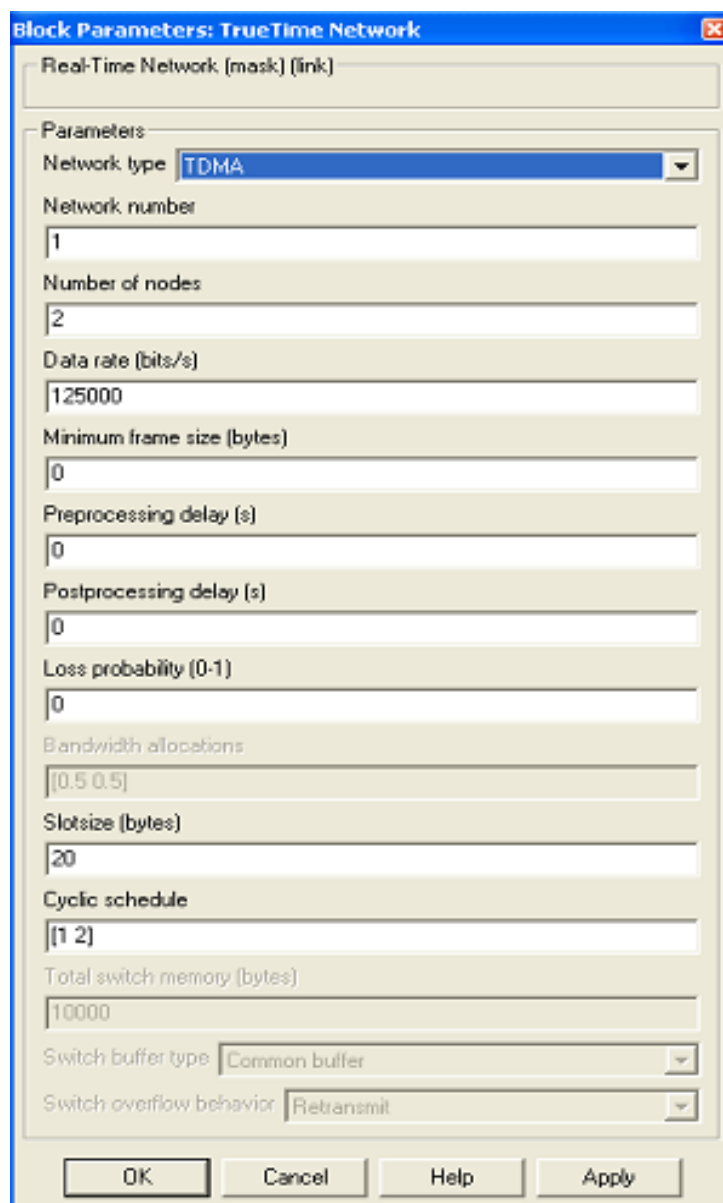 Block Parameters: TrueTime Network
Real-Time Network (mask) (link)
Parameters
Network type TDMA
Network number
1
Number of nodes
2
Data rate (bits/s)
125000
Minimum frame size (bytes)
0
Preprocessing delay (s)
0
Postprocessing delay (s)
0
Loss probability (0-1)
0
Bandwidth allocations
[0.5 0.5]
Slotsize (bytes)
20
Cyclic schedule
[1 2]
Total switch memory (bytes)
10000
Switch buffer type Common buffer
Switch overflow behavior Retransmit
OK Cancel Help Apply